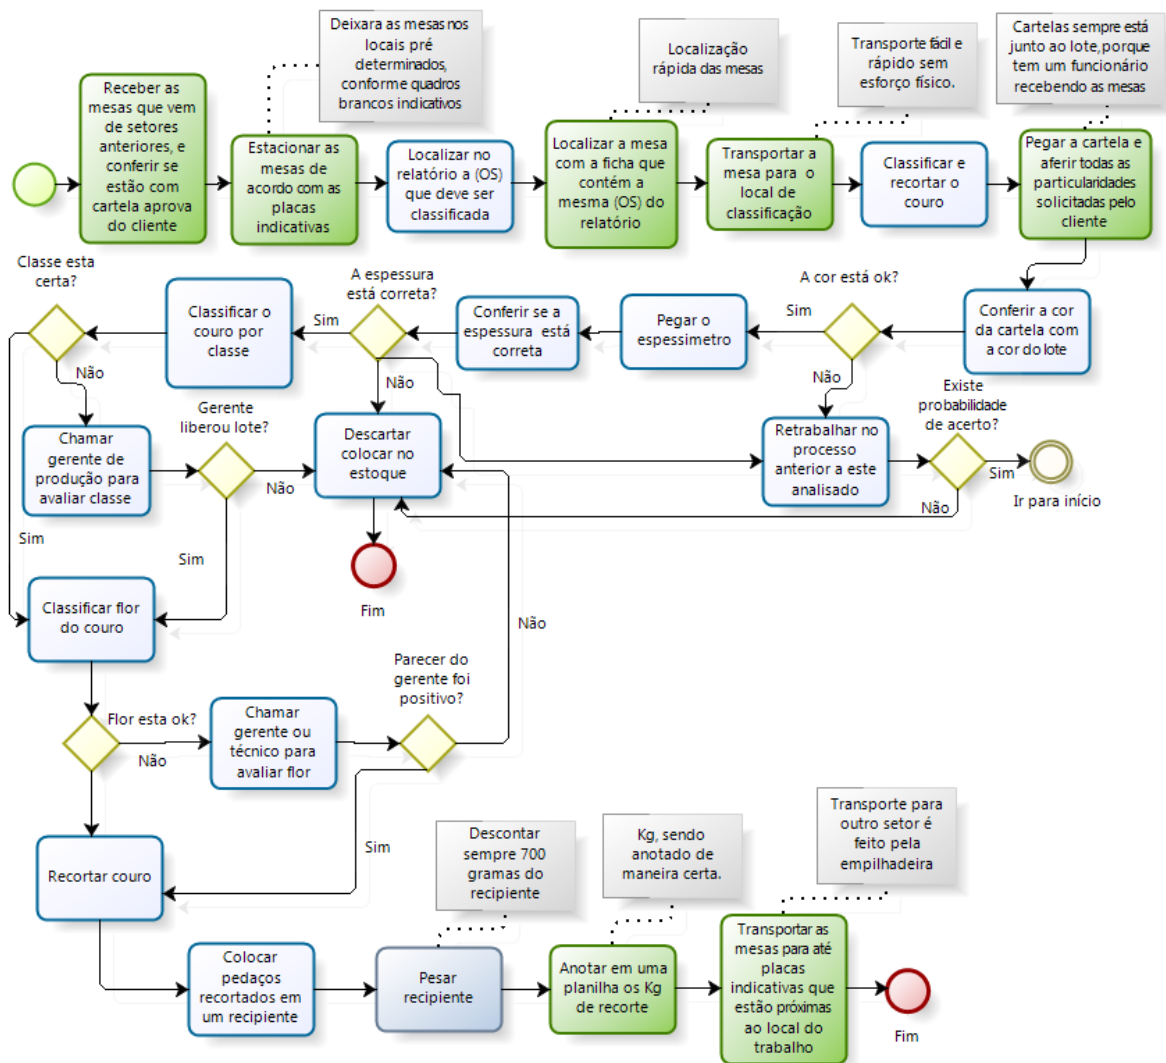 Deixara as mesas nos
locais pré
determinados,
conforme quadros
brancos indicativos
Localização
rápida das mesas
Transporte fácil e
rápido sem
esforço físico.
Cartelas sempre está
junto ao lote, porque
tem um funcionário
recebendo as mesas
Receber as
mesas que vem
de setores
anteriores, e
conferir se
estão com
cartela aprova
do cliente
Estacionar as
mesas de
acordo com as
placas
indicativas
Localizar no
relatório a (OS)
que deve ser
classificada
Localizar a mesa
com a ficha que
contém a
mesma (OS) do
relatório
Transportar a
mesa para o
local de
classificação
Classificar e
recortar o
couro
Pegar a cartela e
aferir todas as
particularidades
solicitadas pelo
cliente
Classe esta
certa?
Classificar o
couro por
classe
Sim
A espessura
está correta?
Conferir se a
espessura está
correta
Pegar o
espessimetro
Sim
A cor está ok?
Conferir a cor
da cartela com
a cor do lote
Não
Não
Não
Chamar
gerente de
produção para
avaliar classe
Gerente
liberou lote?
Não
Descartar
colocar no
estoque
Retrabalhar no
processo
anterior a este
analisado
Existe
probabilidade
de acerto?
Sim
Não
Ir para início
Sim
Sim
Fim
Classificar flor
do couro
Não
Flor esta ok?
Não
Chamar
gerente ou
técnico para
avaliar flor
Parecer do
gerente foi
positivo?
Sim
Recortar couro
Descontar
sempre 700
gramas do
recipiente
Kg, sendo
anotado de
maneira certa.
Transporte para
outro setor é
feito pela
empilhadeira
Colocar
pedaços
recortados em
um recipiente
Pesar
recipiente
Anotar em uma
planilha os Kg
de recorte
Transportar as
mesas para até
placas
indicativas que
estão próximas
ao local do
trabalho
Fim